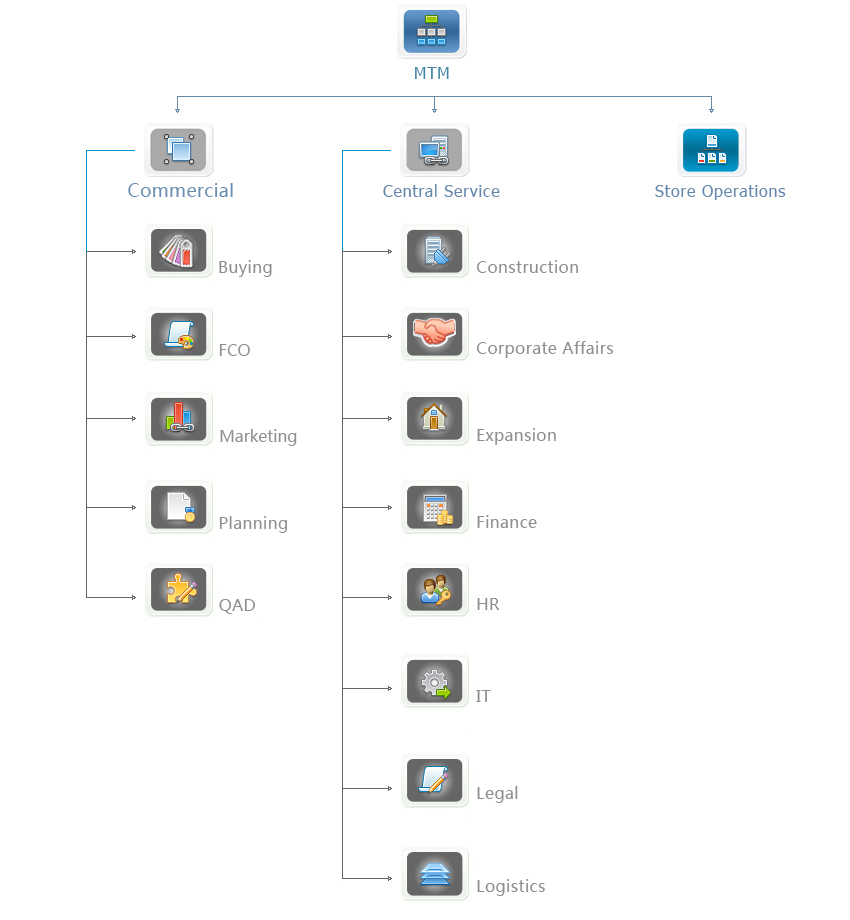 MTM
Commercial
Central Service
Store Operations
Buying
FCO
Marketing
Planning
QAD
Construction
Corporate Affairs
Expansion
Finance
HR
IT
Legal
Logistics